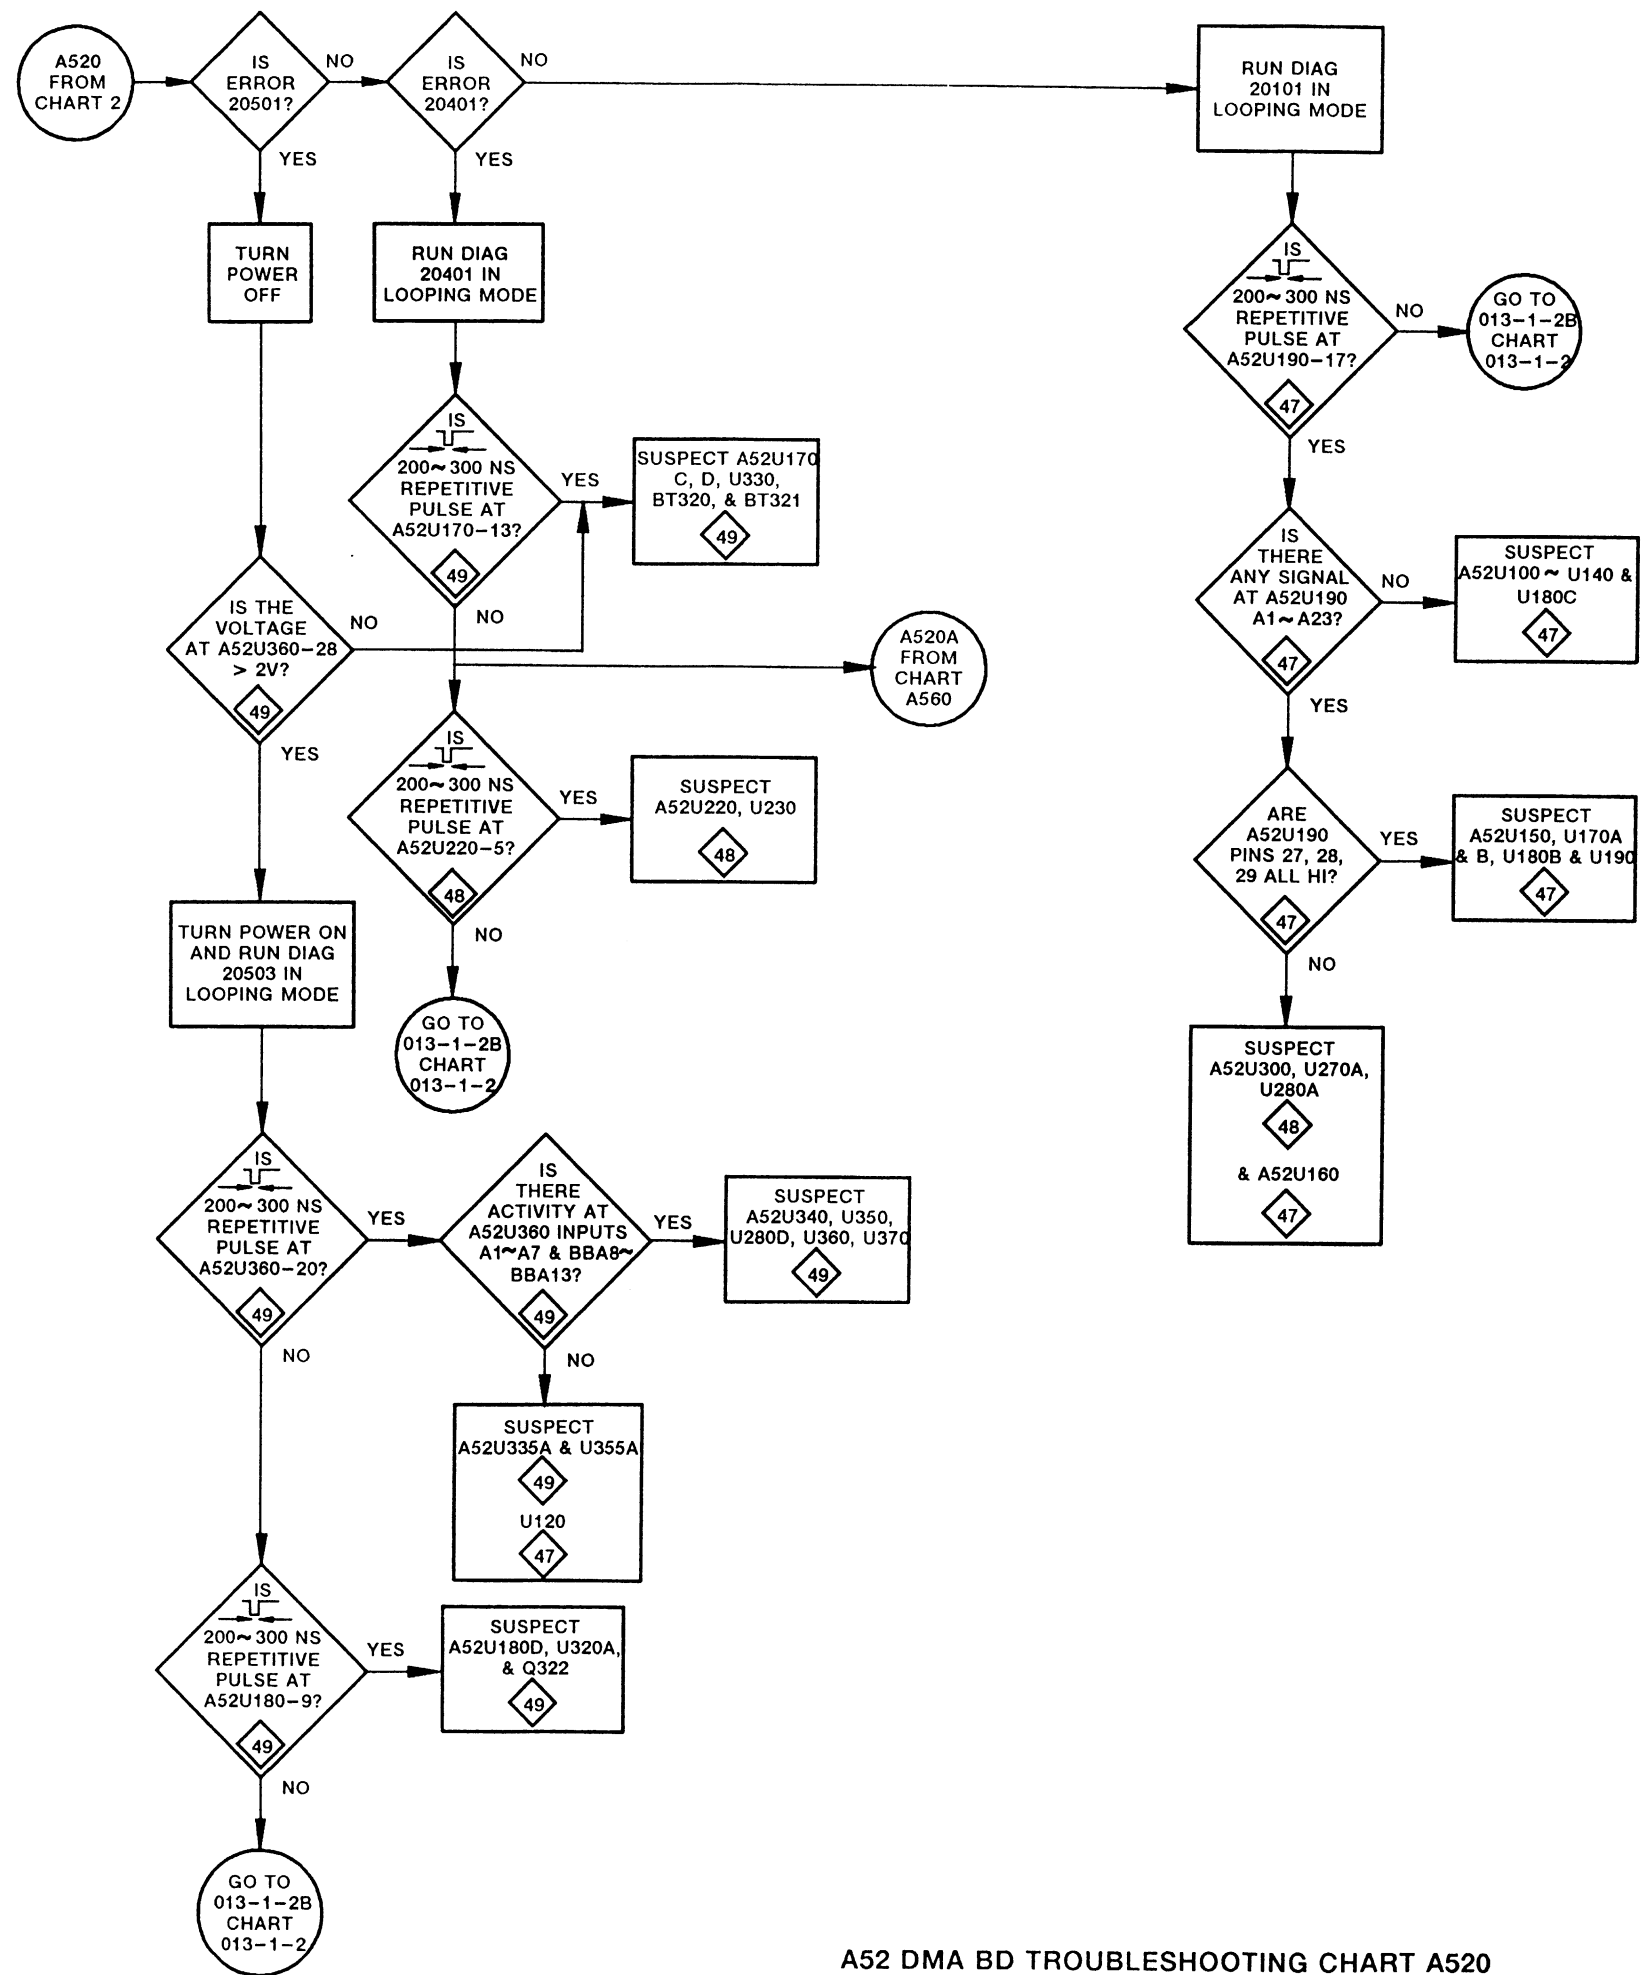 A520
FROM
CHART 2
IS
ERROR
20501?
NO
YES
IS
ERROR
20401?
NO
YES
RUN DIAG
20101 IN
LOOPING MODE
TURN
POWER
OFF
RUN DIAG
20401 IN
LOOPING MODE
IS
200~300 NS
REPETITIVE
PULSE AT
A52U190-17?
47
NO
YES
GO TO
013-1-2B
CHART
013-1-2
IS
200~300 NS
REPETITIVE
PULSE AT
A52U170-13?
49
YES
NO
SUSPECT A52U170
C, D, U330,
BT320, & BT321
49
IS
THERE
ANY SIGNAL
AT A52U190
A1~A23?
47
NO
YES
SUSPECT
A52U100~ U140 &
U180C
47
IS THE
VOLTAGE
AT A52U360-28
> 2V?
49
NO
YES
A520A
FROM
CHART
A560
IS
200~300 NS
REPETITIVE
PULSE AT
A52U220-5?
48
YES
NO
SUSPECT
A52U220, U230
48
ARE
A52U190
PINS 27, 28,
29 ALL HI?
47
YES
NO
SUSPECT
A52U150, U170A
& B, U180B & U190
47
TURN POWER ON
AND RUN DIAG
20503 IN
LOOPING MODE
GO TO
013-1-2B
CHART
013-1-2
SUSPECT
A52U300, U270A,
U280A
48
& A52U160
47
IS
200~300 NS
REPETITIVE
PULSE AT
A52U360-20?
49
YES
NO
IS
THERE
ACTIVITY AT
A52U360 INPUTS
A1~A7 & BBA8~
BBA13?
49
YES
NO
SUSPECT
A52U340, U350,
U280D, U360, U370
49
SUSPECT
A52U335A & U355A
49
U120
47
IS
200~300 NS
REPETITIVE
PULSE AT
A52U180-9?
49
YES
NO
SUSPECT
A52U180D, U320A,
& Q322
49
GO TO
013-1-2B
CHART
013-1-2
A52 DMA BD TROUBLESHOOTING CHART A520